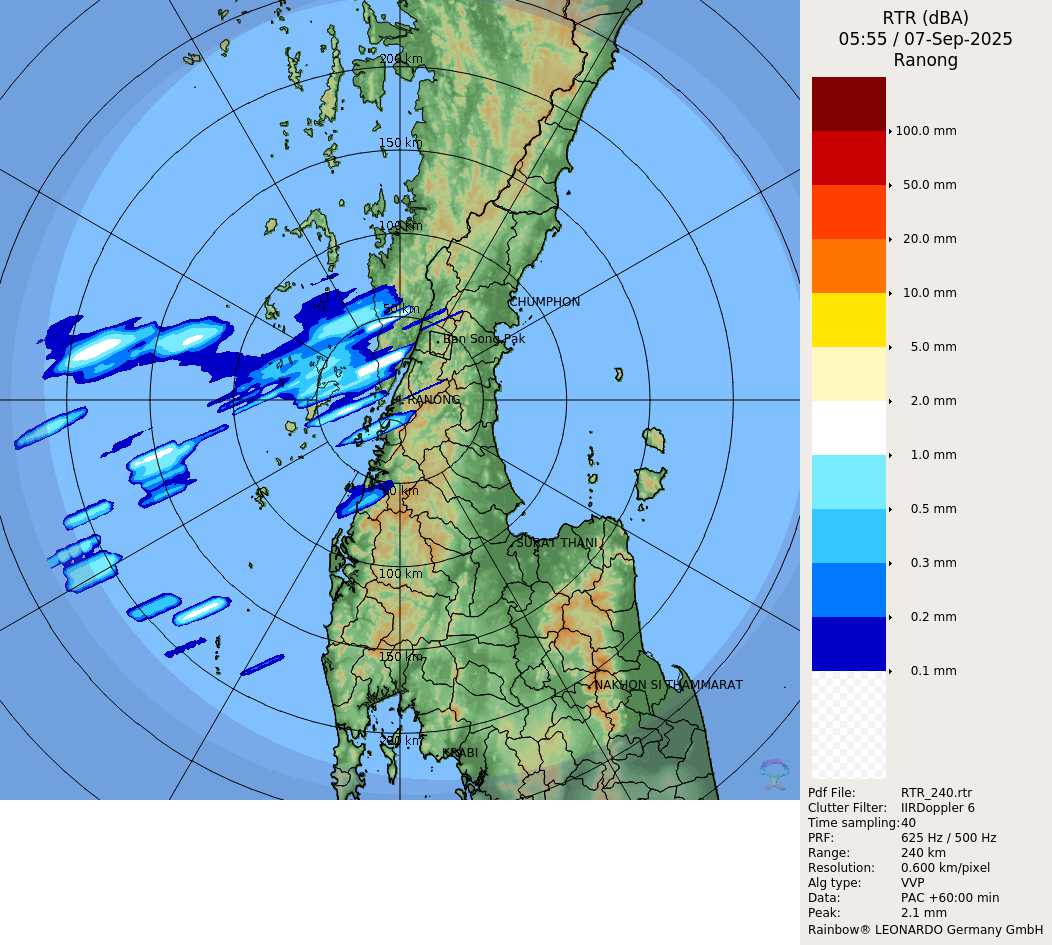 RTR (dBA)
05:55 / 07-Sep-2025
Ranong
200 km
150 km
100 km
50 km
CHUMPHON
Ban Song Pak
RANONG
50 km
SURAT THANI
100 km
150 km
NAKHON SI THAMMARAT
200 km
KRABI
100.0 mm
50.0 mm
20.0 mm
10.0 mm
5.0 mm
2.0 mm
1.0 mm
0.5 mm
0.3 mm
0.2 mm
0.1 mm
Pdf File: RTR_240.rtr
Clutter Filter: IIRDoppler 6
Time sampling:40
PRF: 625 Hz / 500 Hz
Range: 240 km
Resolution: 0.600 km/pixel
Alg type: VVP
Data: PAC +60:00 min
Peak: 2.1 mm
Rainbow® LEONARDO Germany GmbH